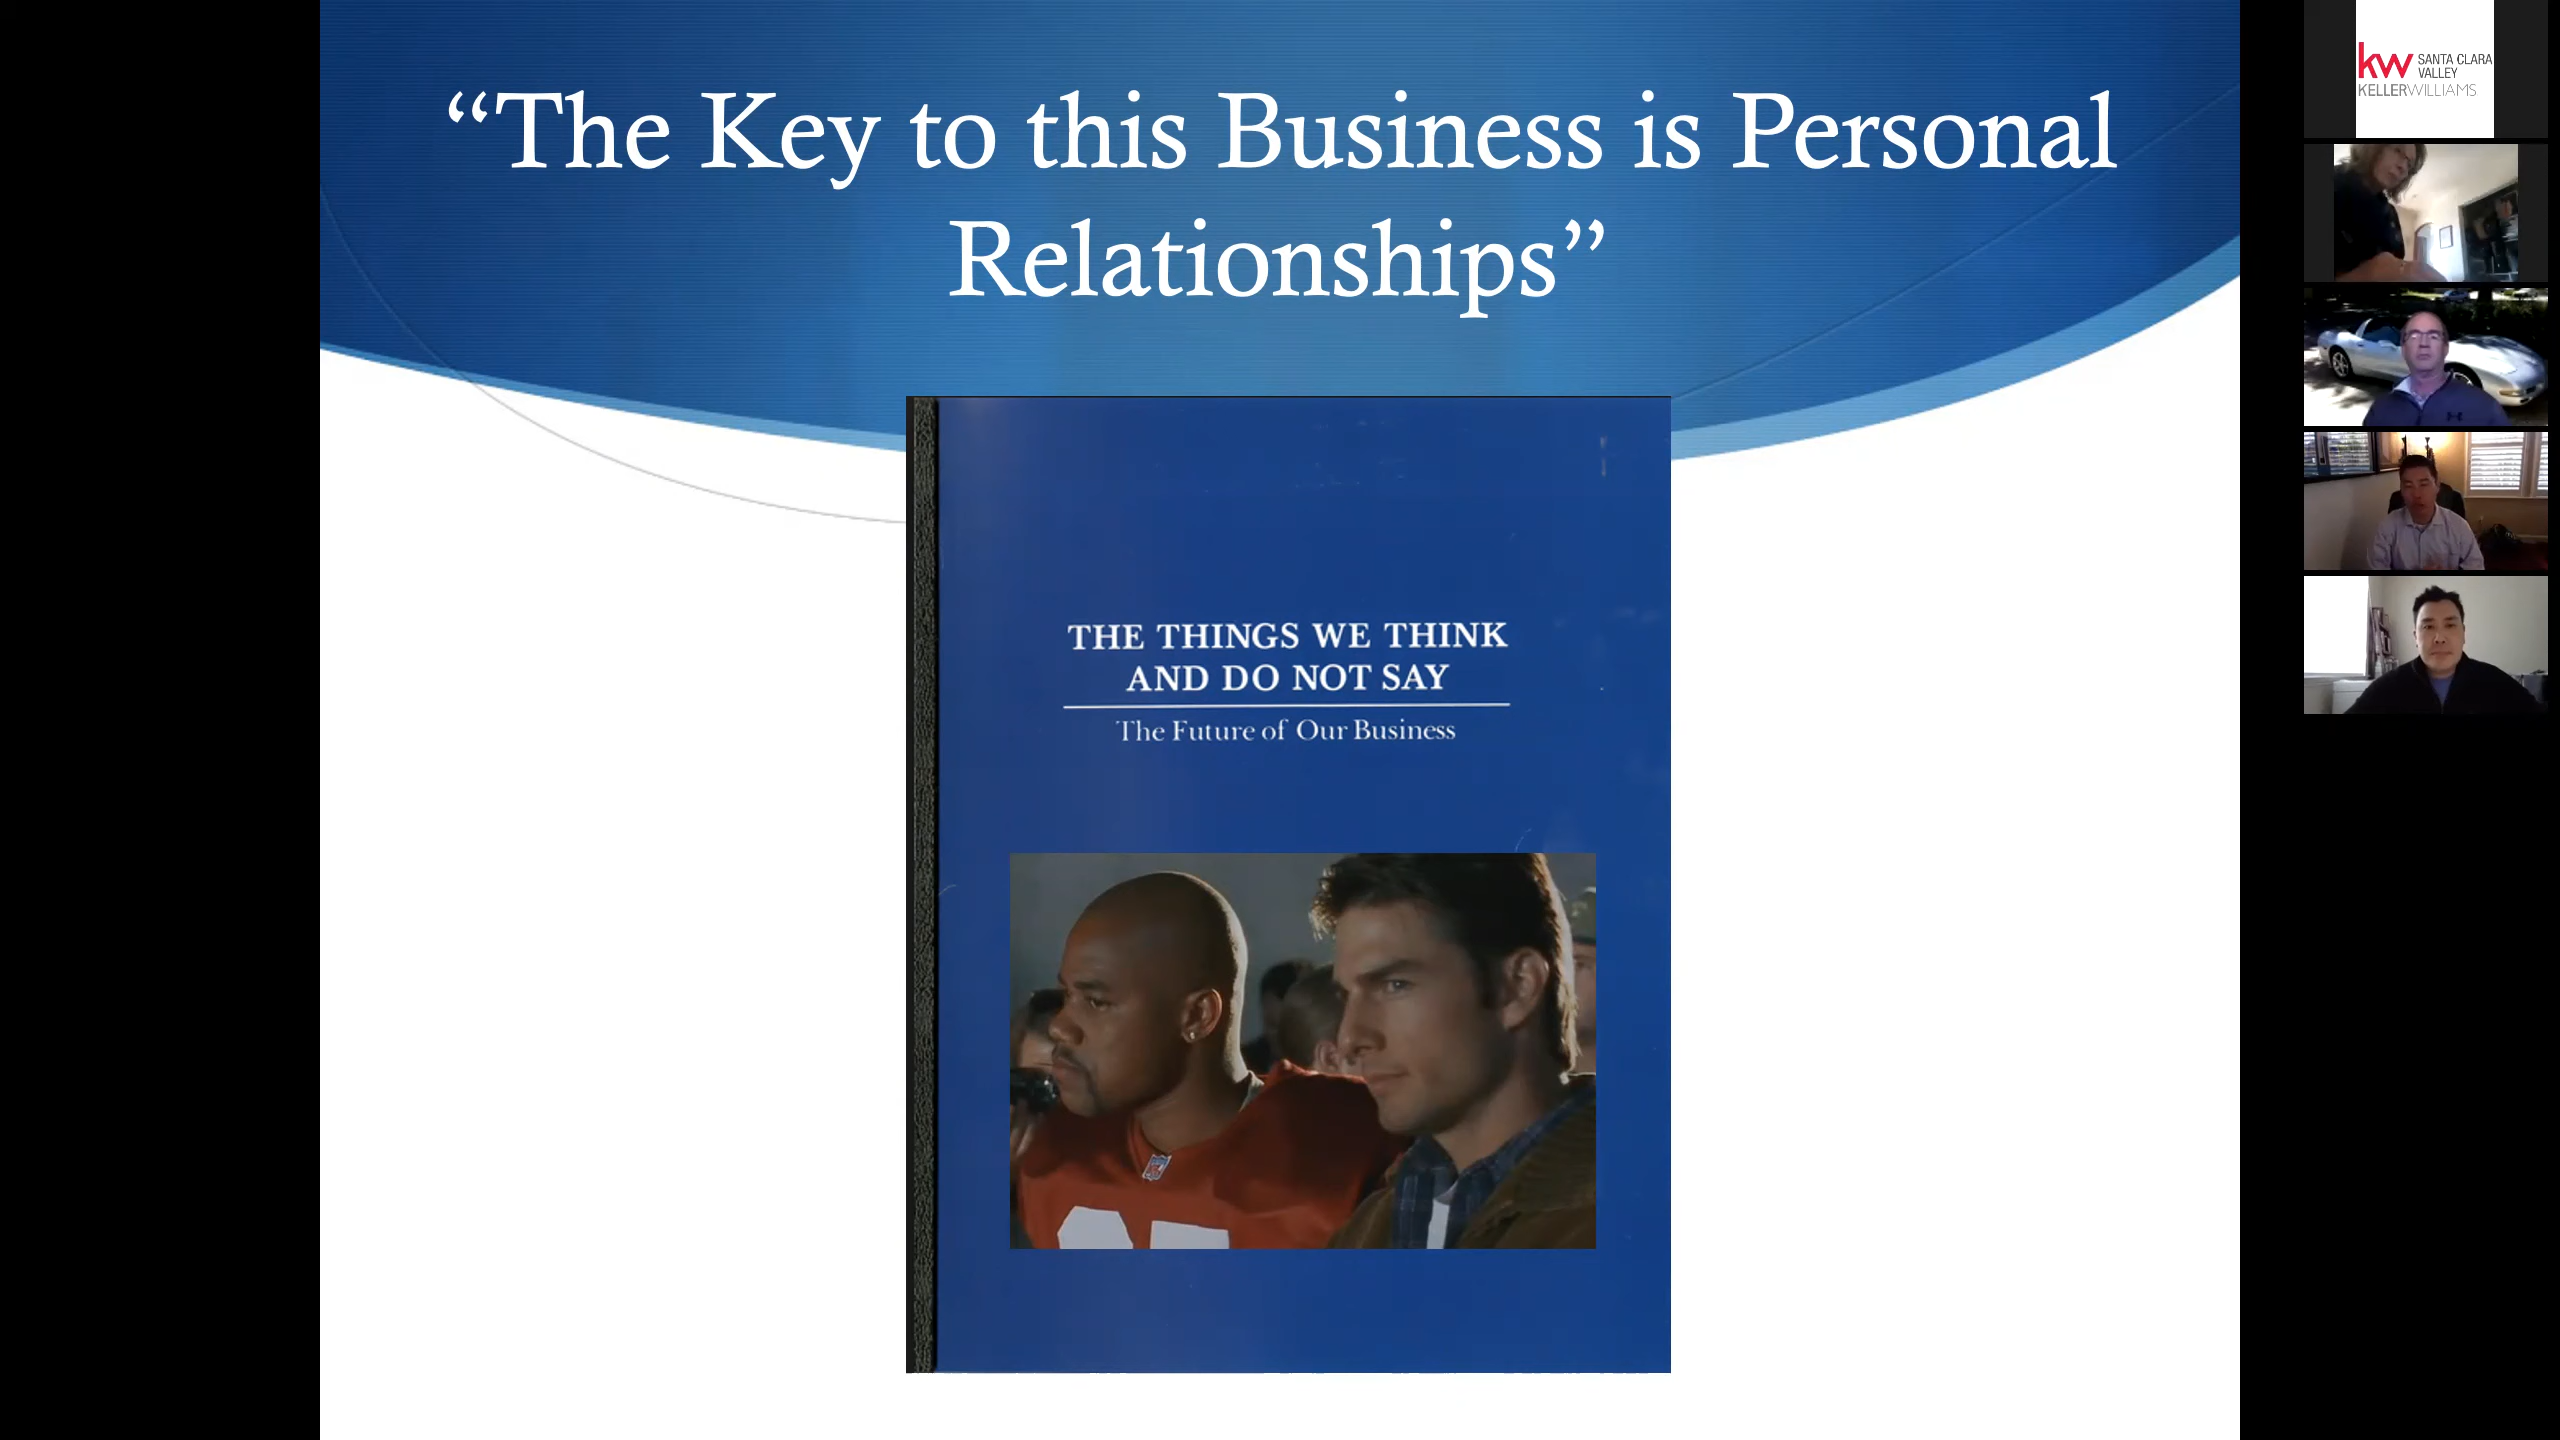 “The Key to this Business is Personal
Relationships”
THE THINGS WE THINK
AND DO NOT SAY
The Future of Our Business
kw SANTA CLARA
VALLEY
KELLERWILLIAMS